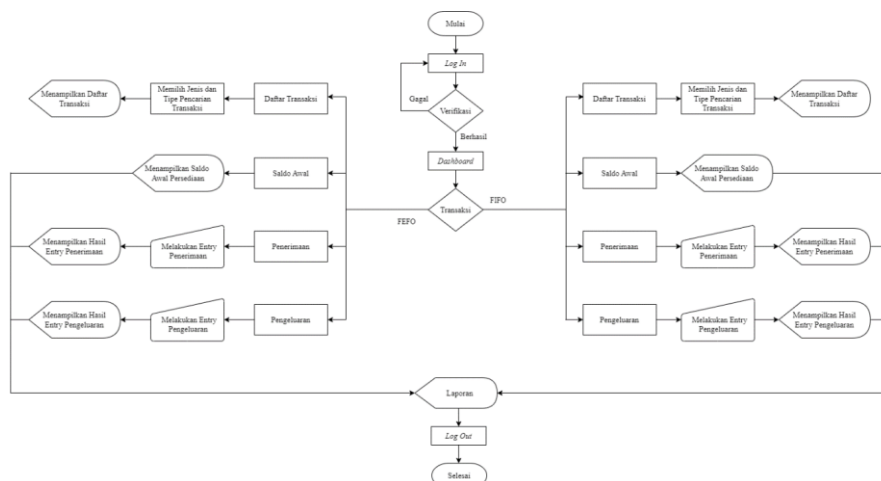 Mulai
Log In
Gagal
Verifikasi
Berhasil
Dashboard
Transaksi
FEFO
FIFO
Menampilkan Daftar
Transaksi
Memilih Jenis dan
Tipe Pencarian
Transaksi
Daftar Transaksi
Menampilkan Saldo
Awal Persediaan
Saldo Awal
Menampilkan Hasil
Entry Penerimaan
Melakukan Entry
Penerimaan
Penerimaan
Menampilkan Hasil
Entry Pengeluaran
Melakukan Entry
Pengeluaran
Pengeluaran
Daftar Transaksi
Memilih Jenis dan
Tipe Pencarian
Transaksi
Menampilkan Daftar
Transaksi
Saldo Awal
Menampilkan Saldo
Awal Persediaan
Penerimaan
Melakukan Entry
Penerimaan
Menampilkan Hasil
Entry Penerimaan
Pengeluaran
Melakukan Entry
Pengeluaran
Menampilkan Hasil
Entry Pengeluaran
Laporan
Log Out
Selesai